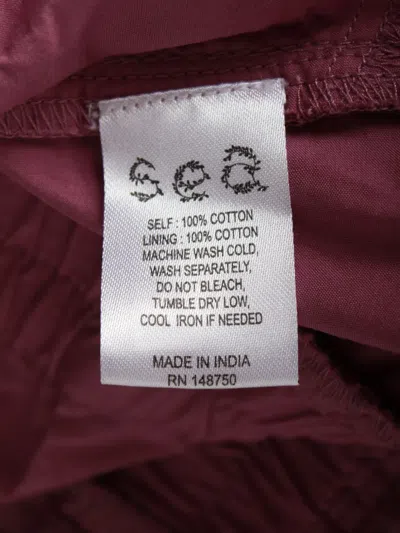 sea
SELF : 100% COTTON
LINING : 100% COTTON
MACHINE WASH COLD,
WASH SEPARATELY,
DO NOT BLEACH,
TUMBLE DRY LOW,
COOL IRON IF NEEDED
MADE IN INDIA
RN 148750